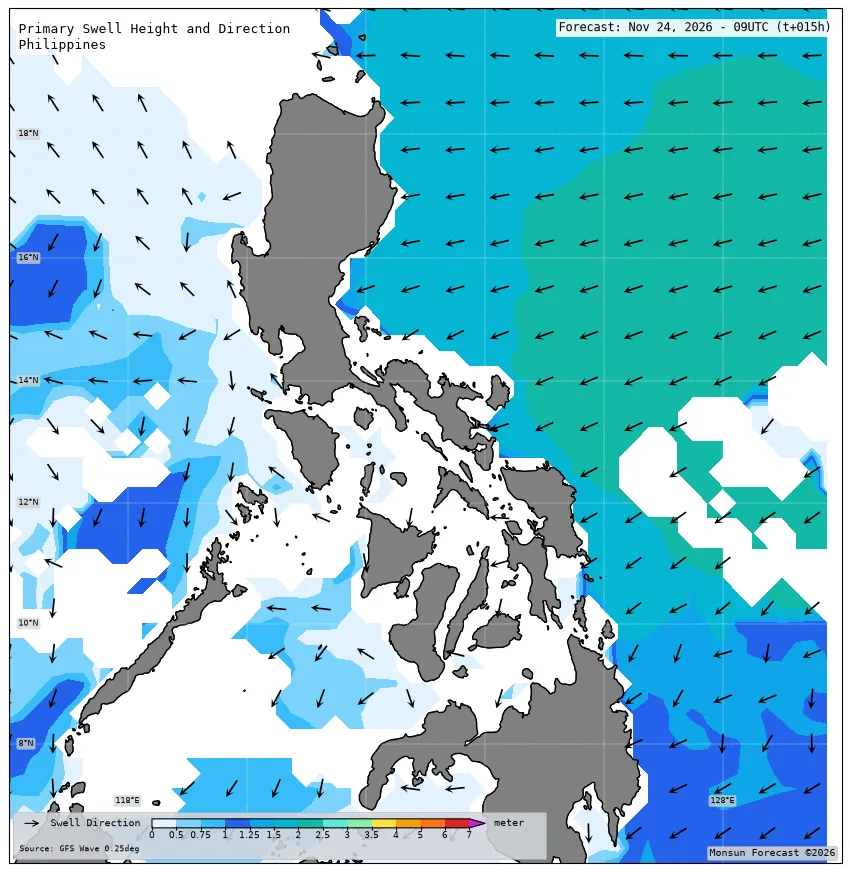 Primary Swell Height and Direction
Philippines
Forecast: Nov 24, 2026 - 09UTC (t+015h)
18°N
16°N
14°N
12°N
10°N
8°N
118°E
128°E
Swell Direction
0 0.5 0.75 1 1.25 1.5 2 2.5 3 3.5 4 5 6 7
meter
Source: GFS Wave 0.25deg
Monsun Forecast ©2026